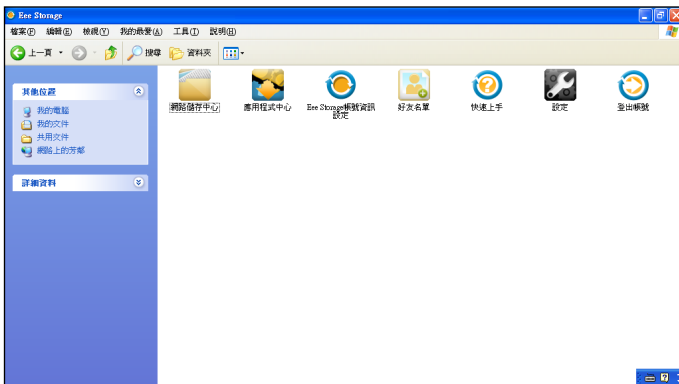 Eee Storage
檔案(F) 編輯(E) 檢視(V) 我的最愛(A) 工具(T) 說明(H)
上一頁 搜尋 資料夾
其他位置
我的電腦
我的文件
共用文件
網路上的芳鄰
詳細資料
網路儲存中心
應用程式中心
Eee Storage帳號資訊
設定
好友名單
快速上手
設定
登出帳號